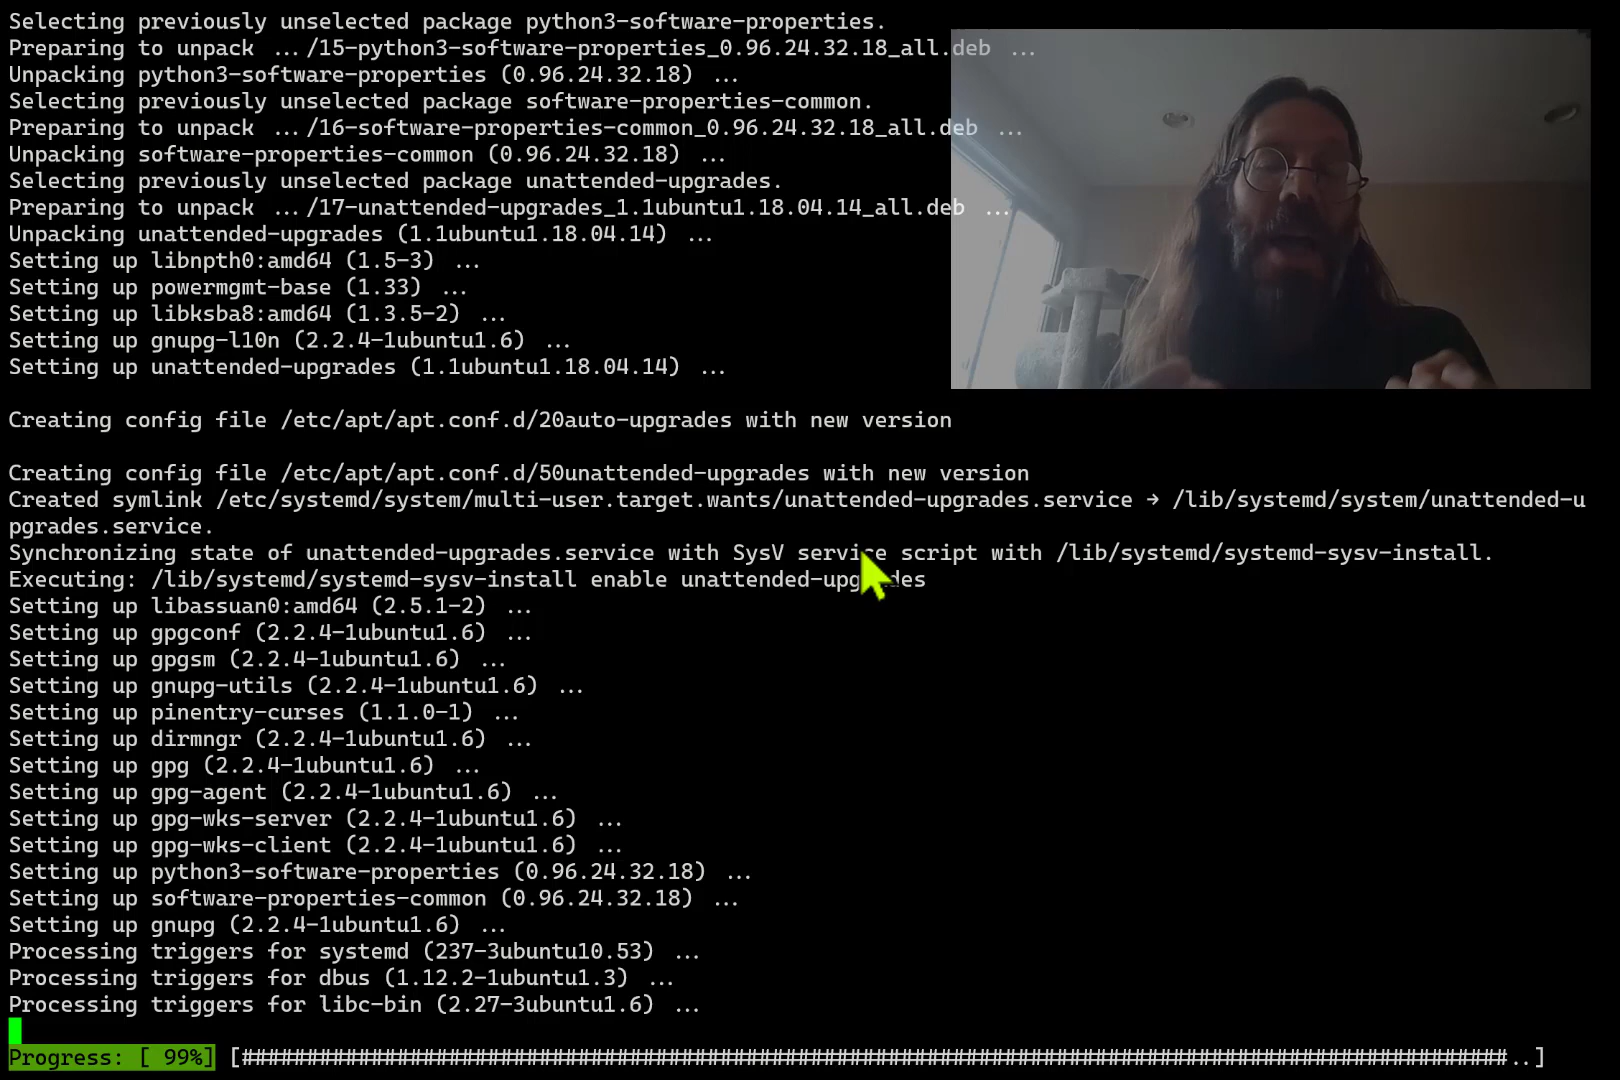 Selecting previously unselected package python3-software-properties.
Preparing to unpack .../15-python3-software-properties_0.96.24.32.18_all.deb ...
Unpacking python3-software-properties (0.96.24.32.18) ...
Selecting previously unselected package software-properties-common.
Preparing to unpack .../16-software-properties-common_0.96.24.32.18_all.deb ...
Unpacking software-properties-common (0.96.24.32.18) ...
Selecting previously unselected package unattended-upgrades.
Preparing to unpack .../17-unattended-upgrades_1.1ubuntu1.18.04.14_all.deb ...
Unpacking unattended-upgrades (1.1ubuntu1.18.04.14) ...
Setting up libnpth0:amd64 (1.5-3) ...
Setting up powermgmt-base (1.33) ...
Setting up libksba8:amd64 (1.3.5-2) ...
Setting up gnupg-l10n (2.2.4-1ubuntu1.6) ...
Setting up unattended-upgrades (1.1ubuntu1.18.04.14) ...
Creating config file /etc/apt/apt.conf.d/20auto-upgrades with new version
Creating config file /etc/apt/apt.conf.d/50unattended-upgrades with new version
Created symlink /etc/systemd/system/multi-user.target.wants/unattended-upgrades.service → /lib/systemd/system/unattended-u
pgrades.service.
Synchronizing state of unattended-upgrades.service with SysV service script with /lib/systemd/systemd-sysv-install.
Executing: /lib/systemd/systemd-sysv-install enable unattended-upgrades
Setting up libassuan0:amd64 (2.5.1-2) ...
Setting up gpgconf (2.2.4-1ubuntu1.6) ...
Setting up gpgsm (2.2.4-1ubuntu1.6) ...
Setting up gnupg-utils (2.2.4-1ubuntu1.6) ...
Setting up pinentry-curses (1.1.0-1) ...
Setting up dirmngr (2.2.4-1ubuntu1.6) ...
Setting up gpg (2.2.4-1ubuntu1.6) ...
Setting up gpg-agent (2.2.4-1ubuntu1.6) ...
Setting up gpg-wks-server (2.2.4-1ubuntu1.6) ...
Setting up gpg-wks-client (2.2.4-1ubuntu1.6) ...
Setting up python3-software-properties (0.96.24.32.18) ...
Setting up software-properties-common (0.96.24.32.18) ...
Setting up gnupg (2.2.4-1ubuntu1.6) ...
Processing triggers for systemd (237-3ubuntu10.53) ...
Processing triggers for dbus (1.12.2-1ubuntu1.3) ...
Processing triggers for libc-bin (2.27-3ubuntu1.6) ...
Progress: [ 99%] [##################################################################################################..]